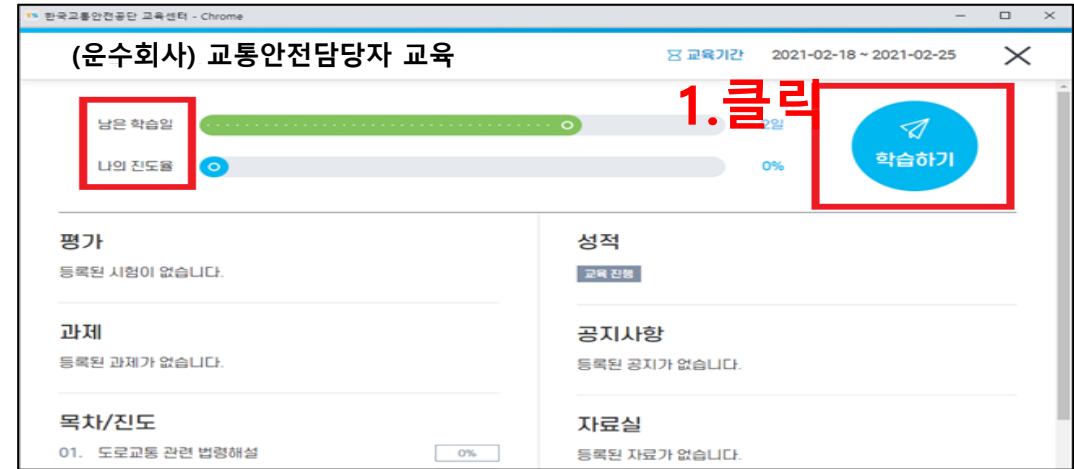 한국교통안전공단 교육센터 - Chrome
(운수회사) 교통안전담당자 교육
교육기간 2021-02-18 ~ 2021-02-25
1.클릭
남은 학습일
2일
나의 진도율
0%
학습하기
평가
등록된 시험이 없습니다.
성적
교육 진행
과제
등록된 과제가 없습니다.
공지사항
등록된 공지가 없습니다.
목차/진도
01. 도로교통 관련 법령해설 0%
자료실
등록된 자료가 없습니다.